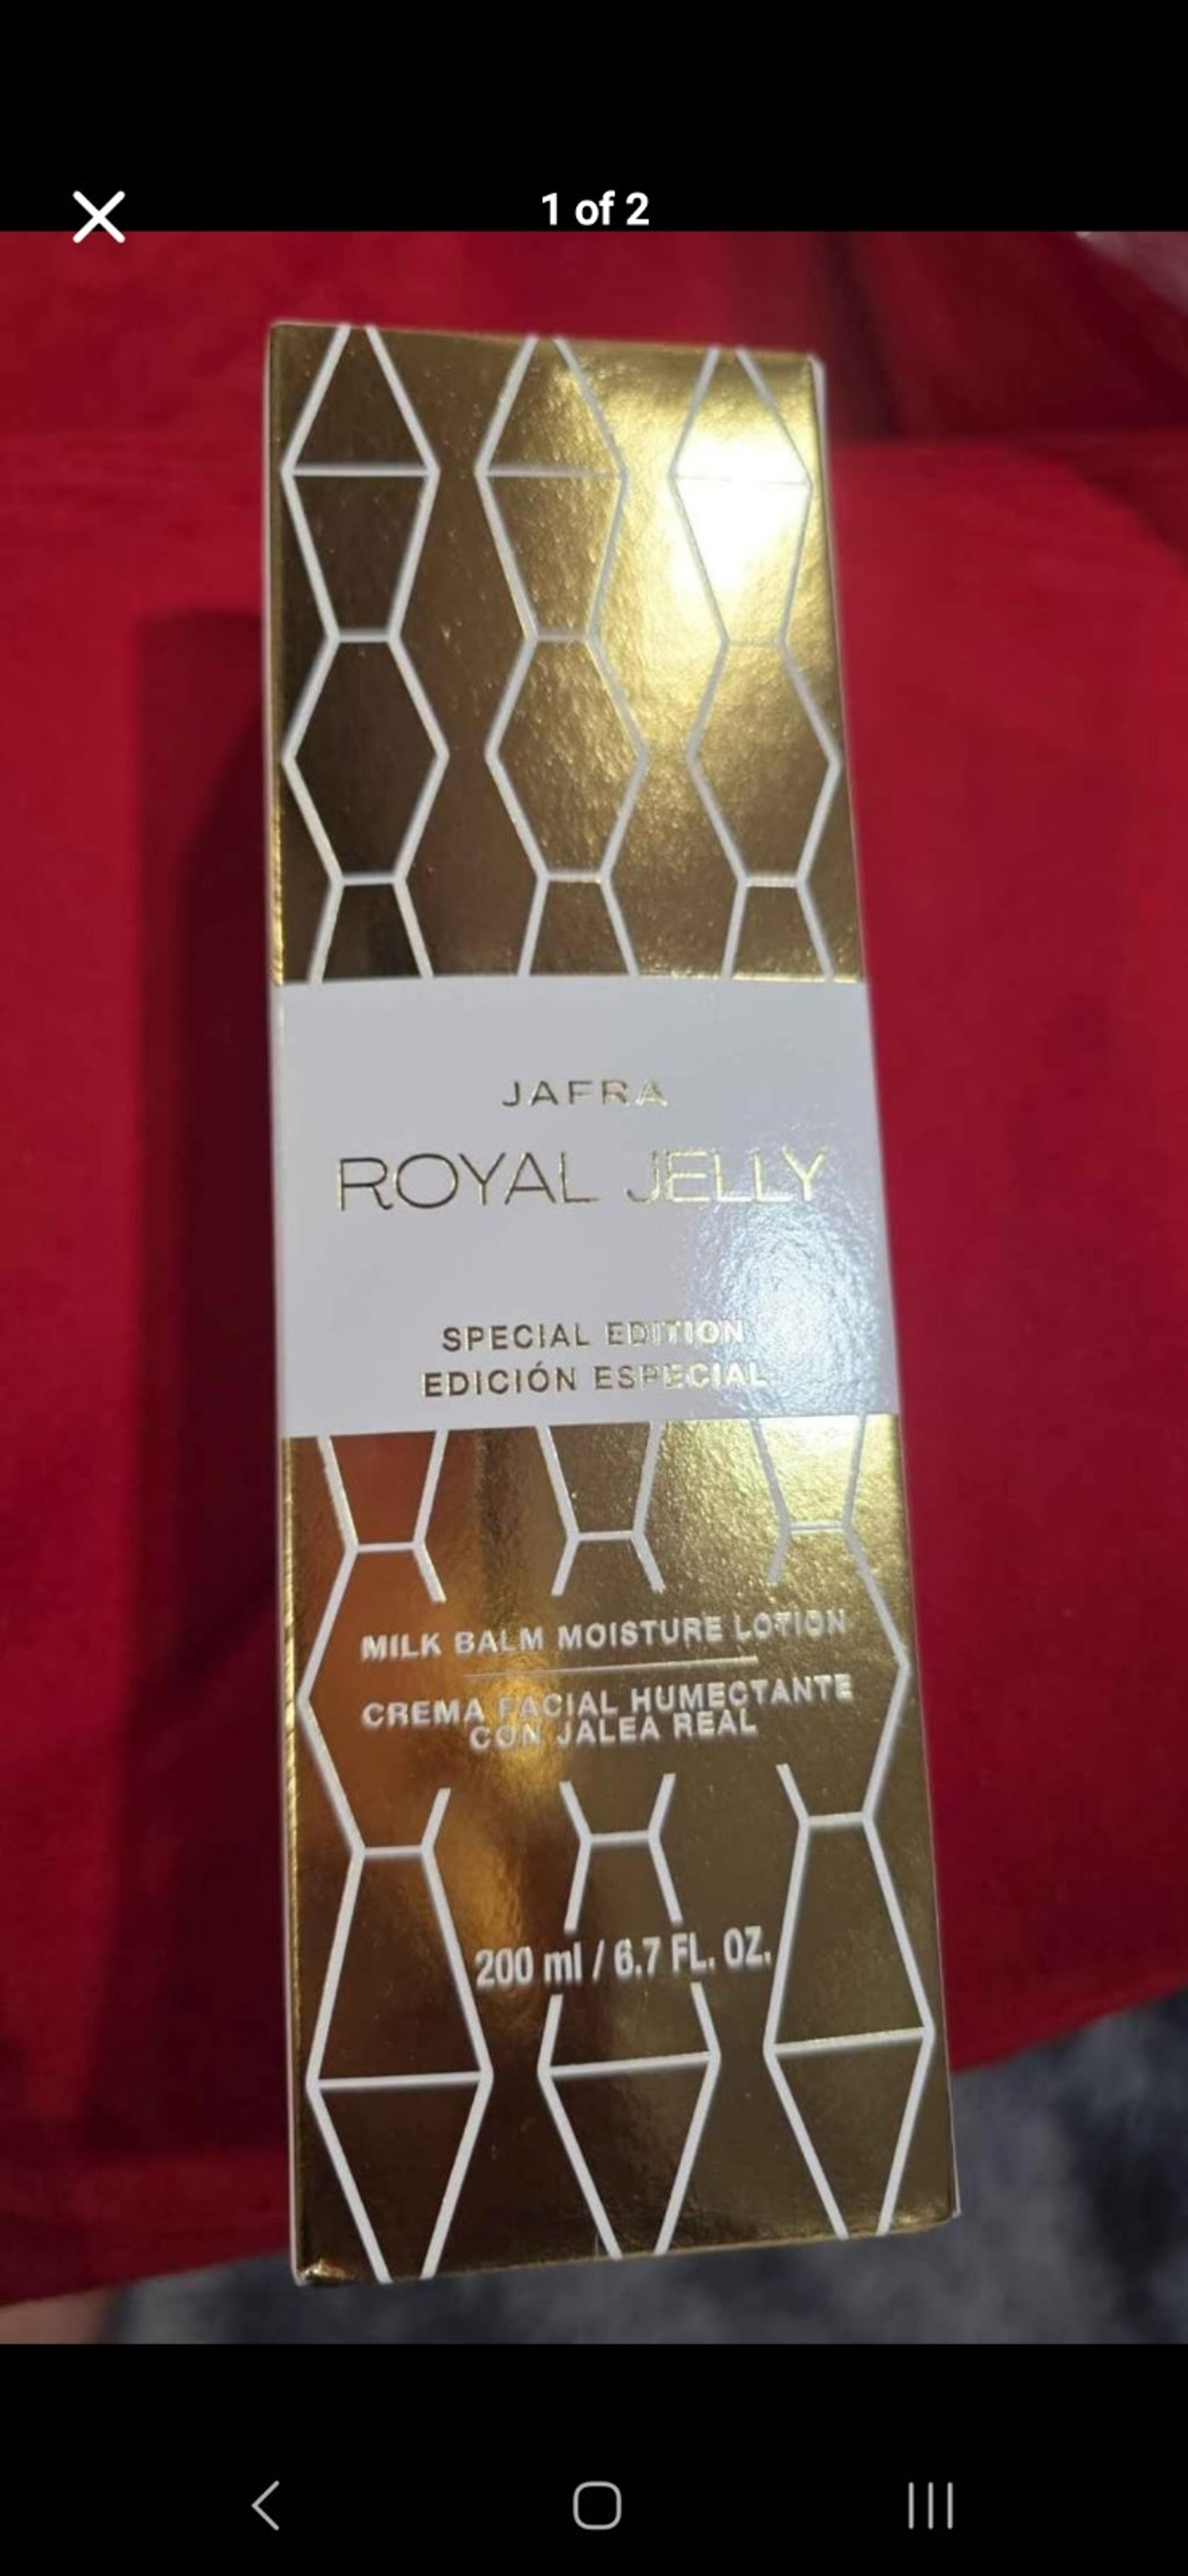 1 of 2
JAFRA
ROYAL JELLY
SPECIAL EDITION
EDICIÓN ESPECIAL
MILK BALM MOISTURE LOTION
CREMA FACIAL HUMECTANTE
CON JALEA REAL
200 ml / 6.7 FL. OZ.